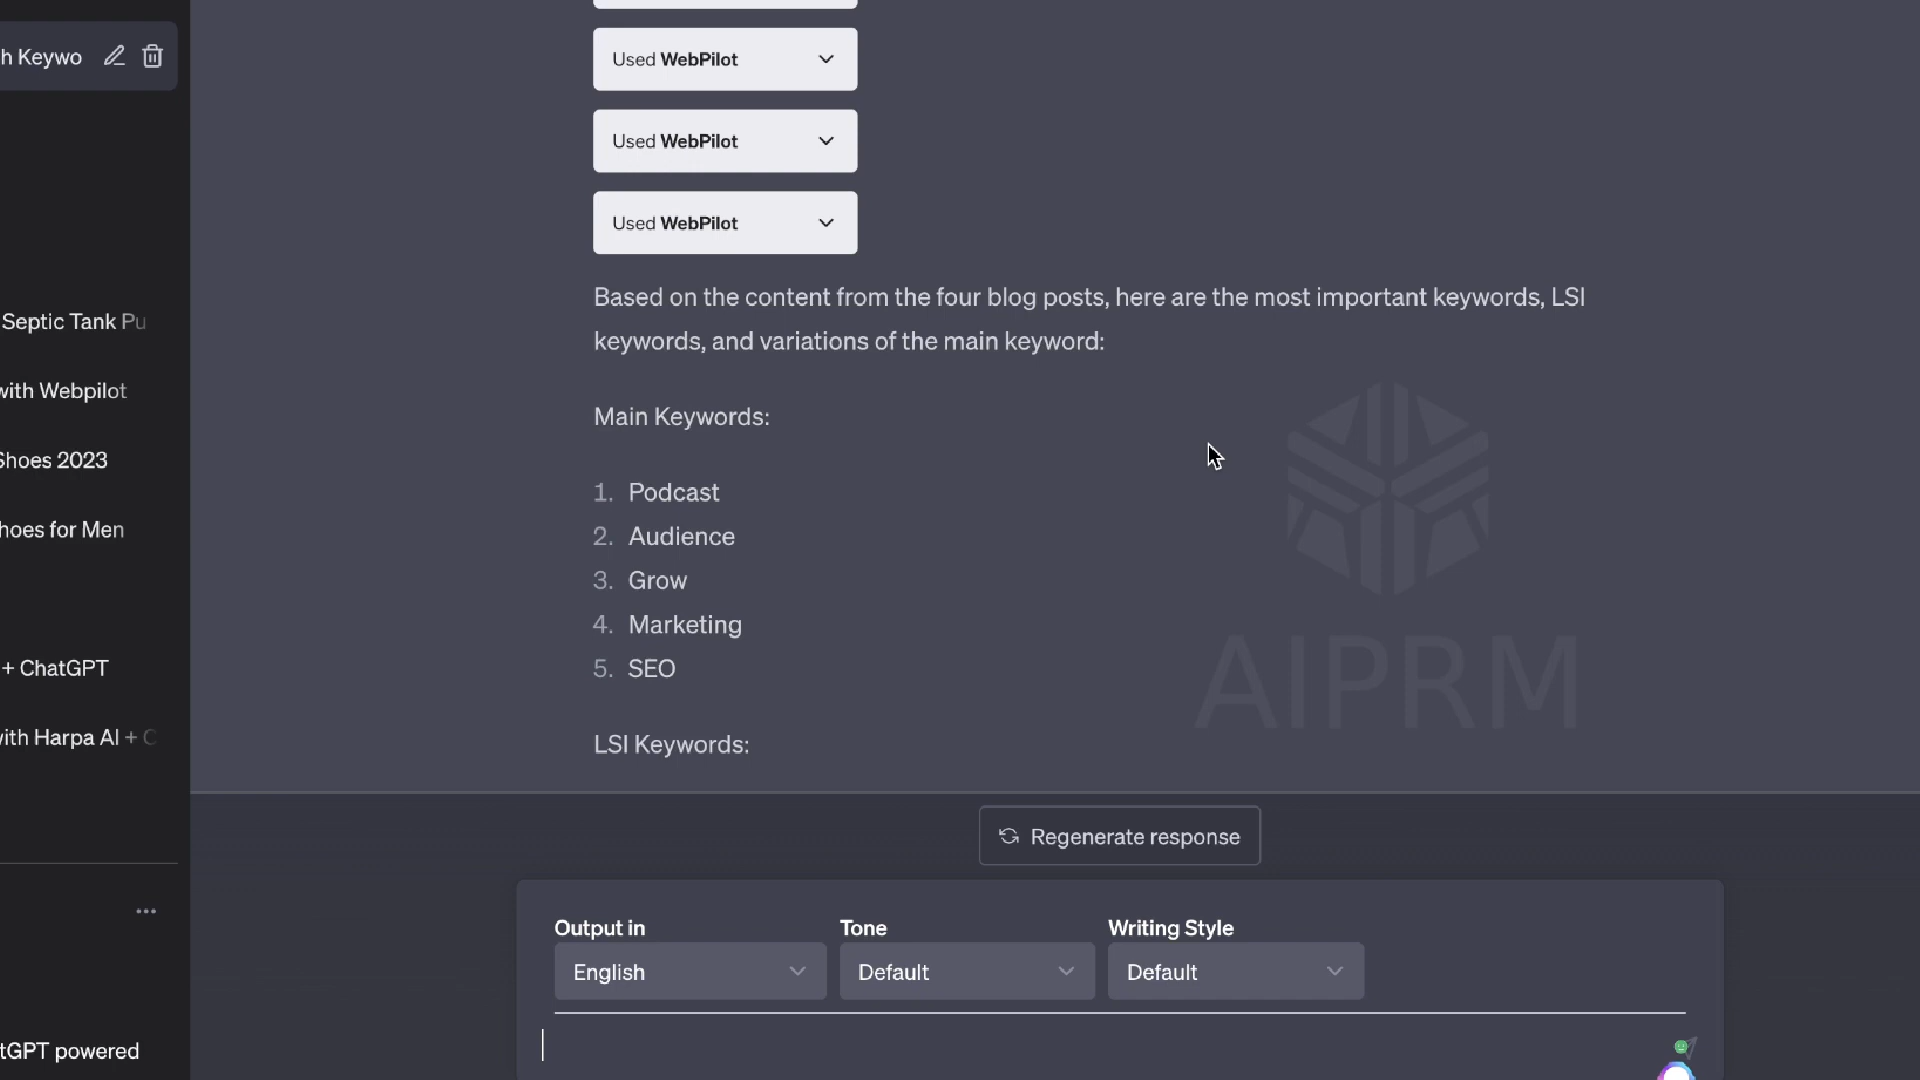 h Keywo
Septic Tank Pu
with Webpilot
Shoes 2023
hoes for Men
+ ChatGPT
with Harpa AI + C
tGPT powered
Used WebPilot
Used WebPilot
Used WebPilot
Based on the content from the four blog posts, here are the most important keywords, LSI
keywords, and variations of the main keyword:
Main Keywords:
1. Podcast
2. Audience
3. Grow
4. Marketing
5. SEO
LSI Keywords:
AIPRM
Regenerate response
Output in Tone Writing Style
English Default Default